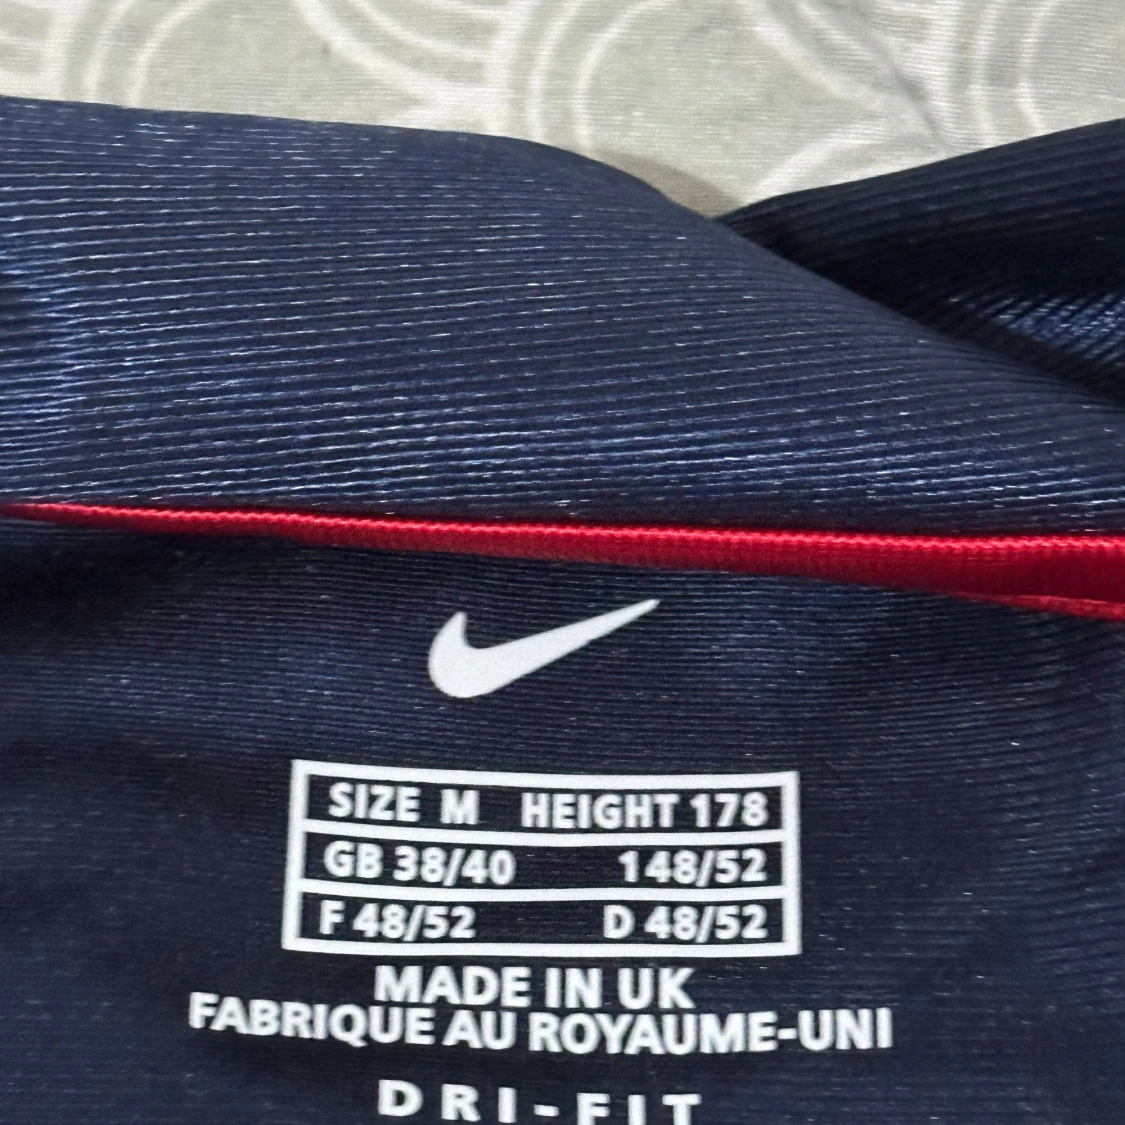 SIZE M HEIGHT 178
GB 38/40 148/52
F 48/52 D 48/52
MADE IN UK
FABRIQUE AU ROYAUME-UNI
DRI-FIT